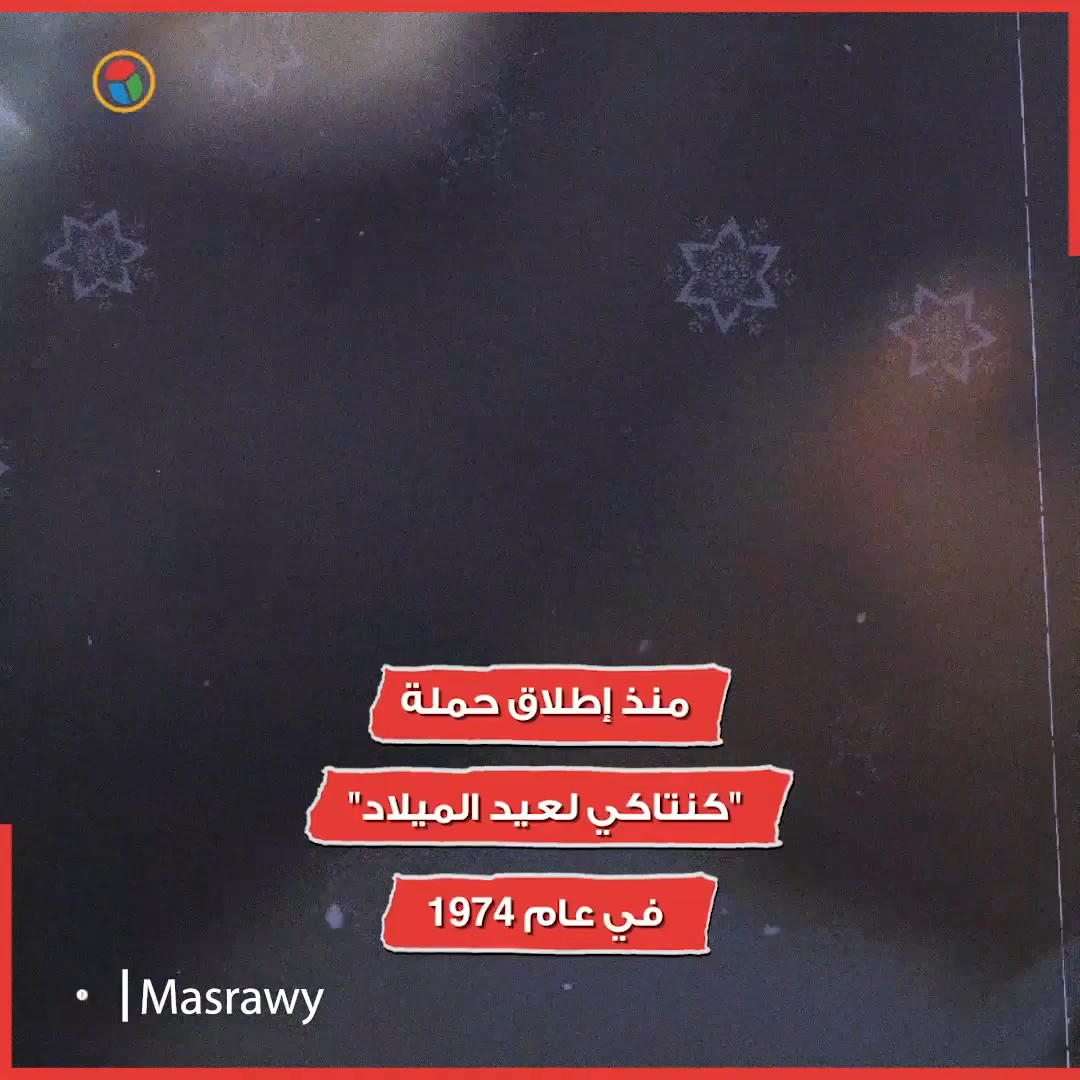 منذ إطلاق حملة
"كنتاكي لعيد الميلاد"
في عام 1974
Masrawy